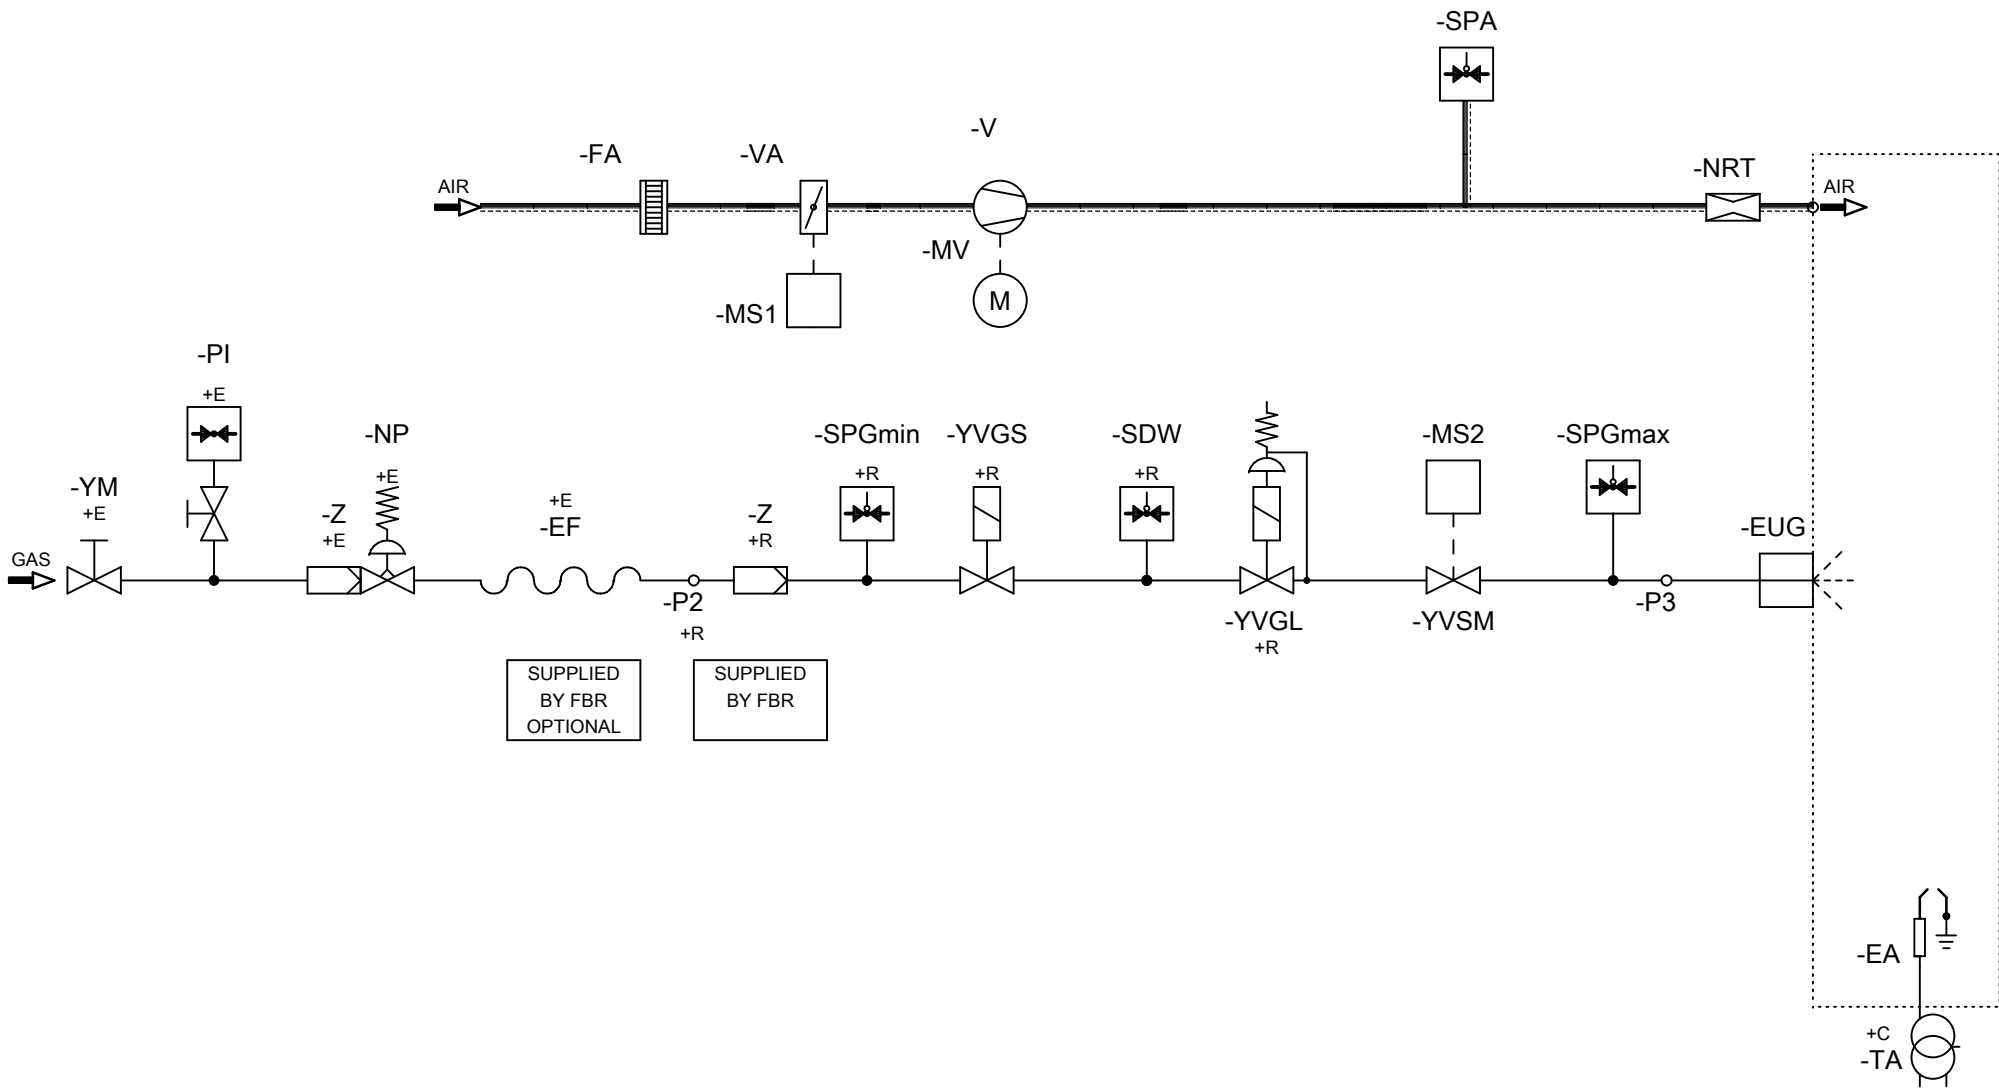 -SPA
-V
-FA
-VA
-NRT
AIR
AIR
-MV
-MS1
M
-PI
+E
-NP
+E
-SPGmin
+R
-YVGS
+R
-SDW
+R
-MS2
-SPGmax
-YM
+E
-Z
+E
+E
-EF
-Z
+R
-EUG
GAS
-P2
+R
-YVGL
+R
-YVSM
-P3
SUPPLIED
BY FBR
OPTIONAL
SUPPLIED
BY FBR
-EA
+C
-TA